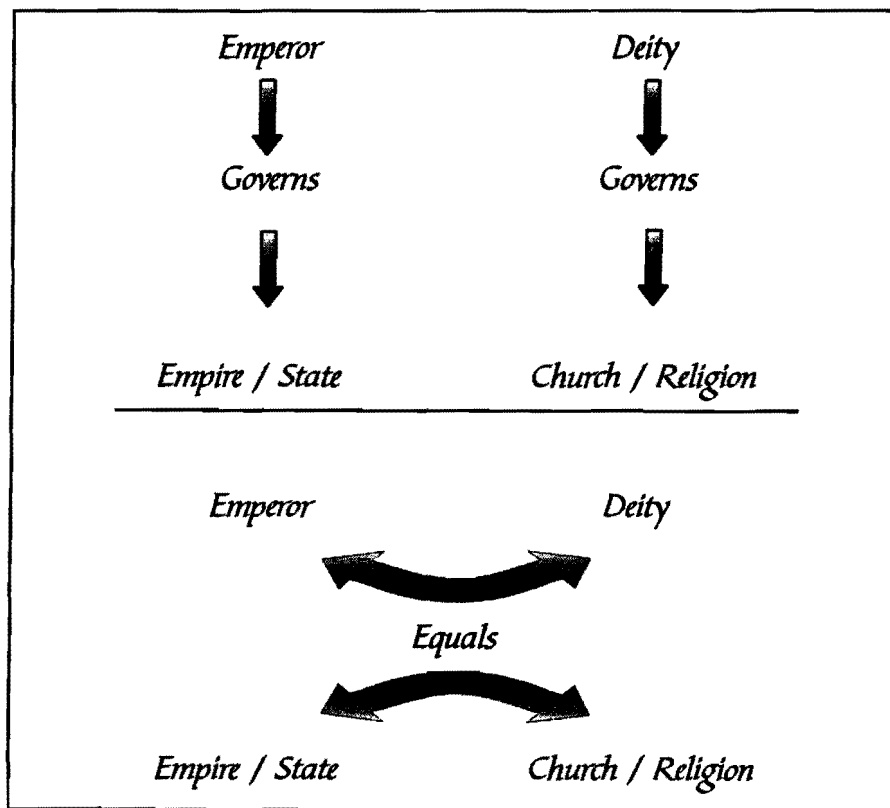 Emperor Deity
Governs Governs
Empire / State Church / Religion
Emperor Deity
Equals
Empire / State Church / Religion